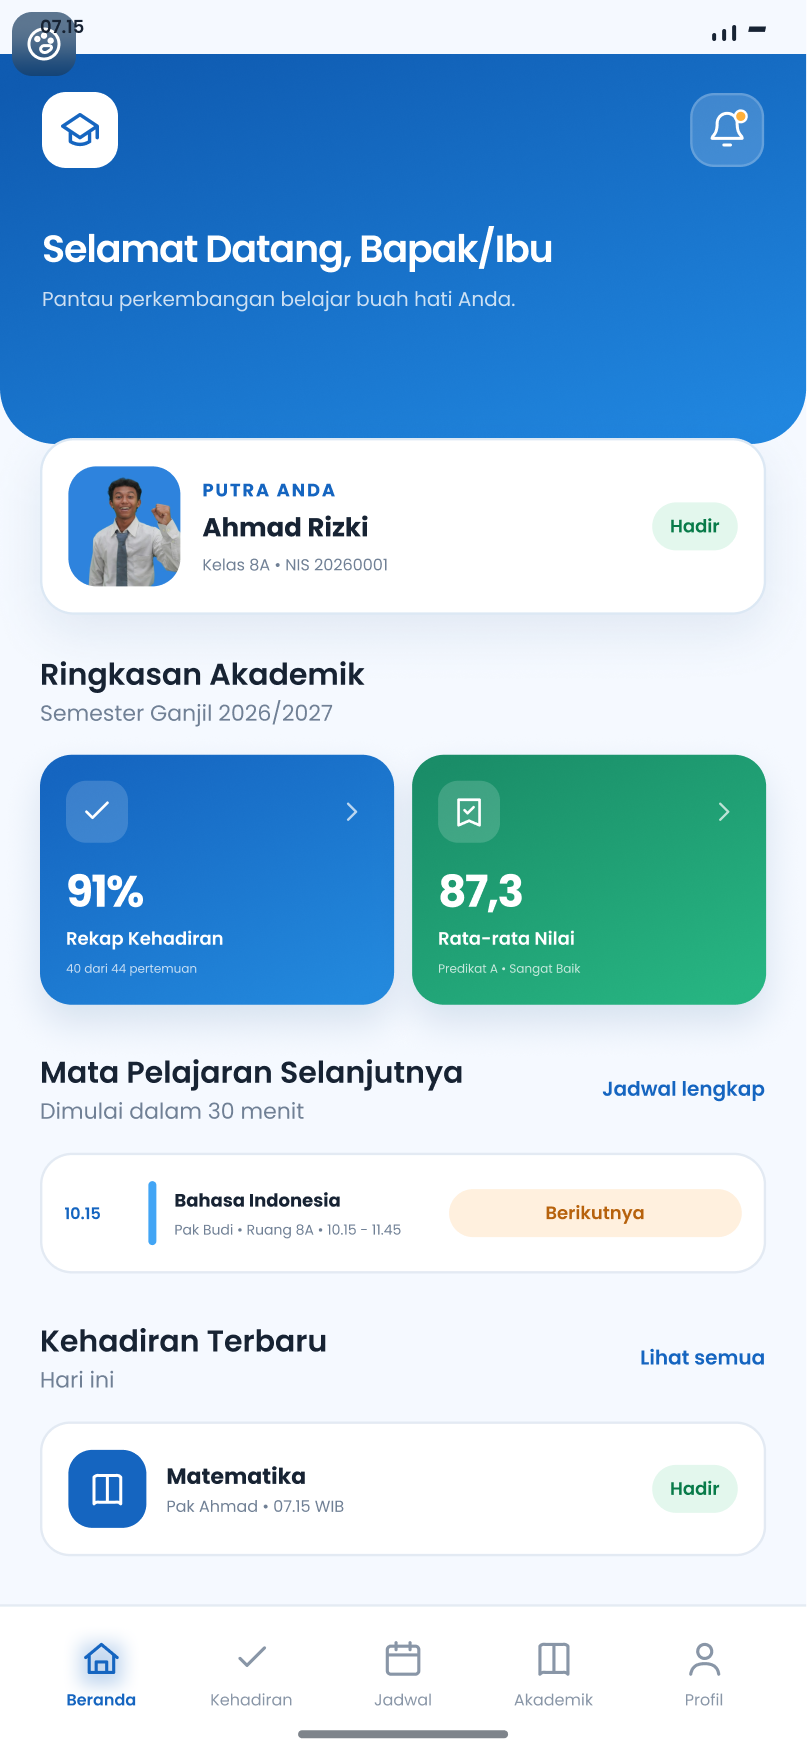 07.15
Selamat Datang, Bapak/Ibu
Pantau perkembangan belajar buah hati Anda.
PUTRA ANDA
Ahmad Rizki
Kelas 8A • NIS 20260001
Hadir
Ringkasan Akademik
Semester Ganjil 2026/2027
91%
Rekap Kehadiran
40 dari 44 pertemuan
87,3
Rata-rata Nilai
Predikat A • Sangat Baik
Mata Pelajaran Selanjutnya
Dimulai dalam 30 menit
Jadwal lengkap
10.15
Bahasa Indonesia
Pak Budi • Ruang 8A • 10.15 - 11.45
Berikutnya
Kehadiran Terbaru
Hari ini
Lihat semua
Matematika
Pak Ahmad • 07.15 WIB
Hadir
Beranda
Kehadiran
Jadwal
Akademik
Profil